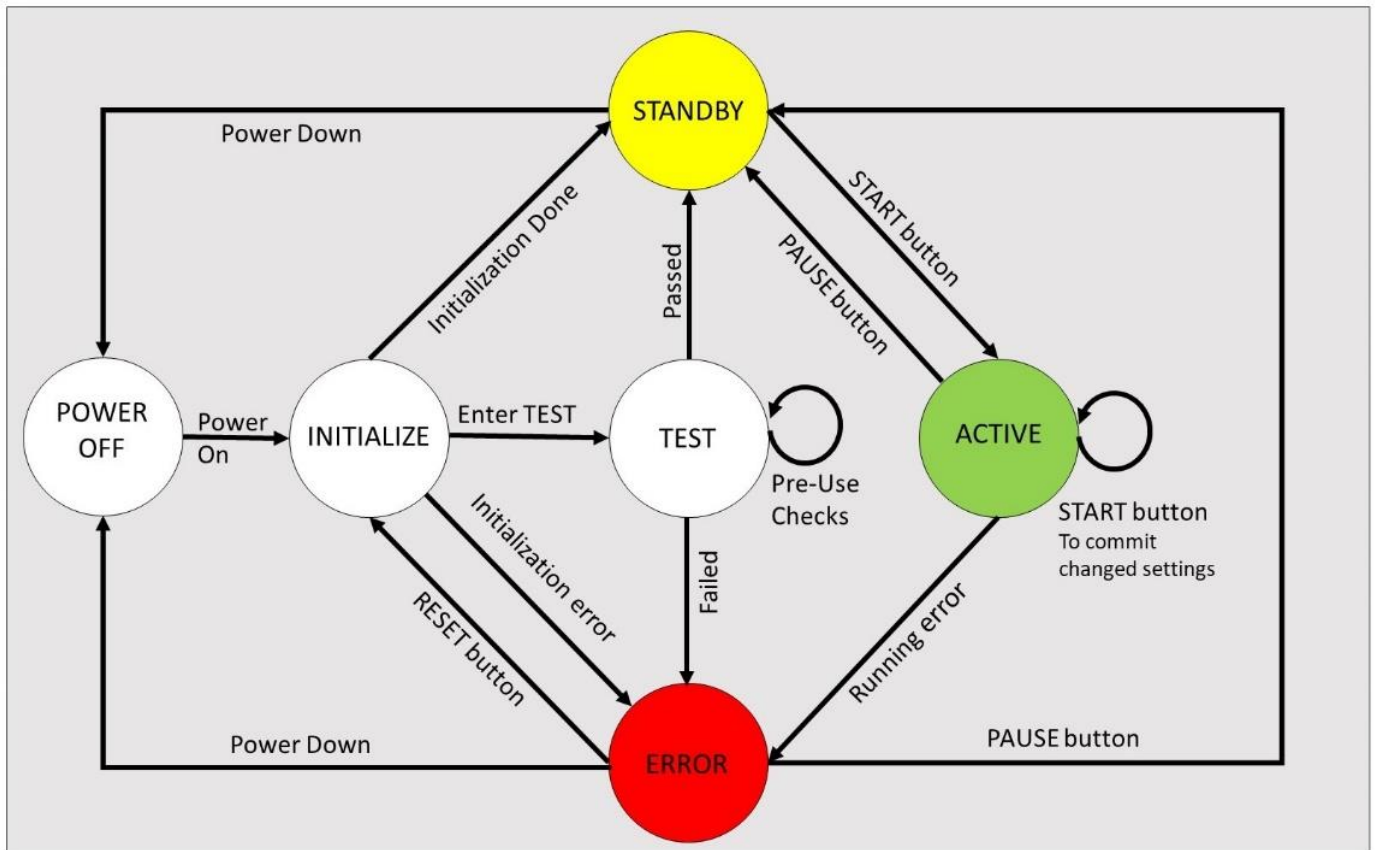 STANDBY
Power Down
Initialization Done
Passed
START button
PAUSE button
POWER
OFF
Power
On
INITIALIZE
Enter TEST
TEST
Pre-Use
Checks
ACTIVE
START button
To commit
changed settings
Initialization error
RESET button
Failed
Running error
Power Down
ERROR
PAUSE button